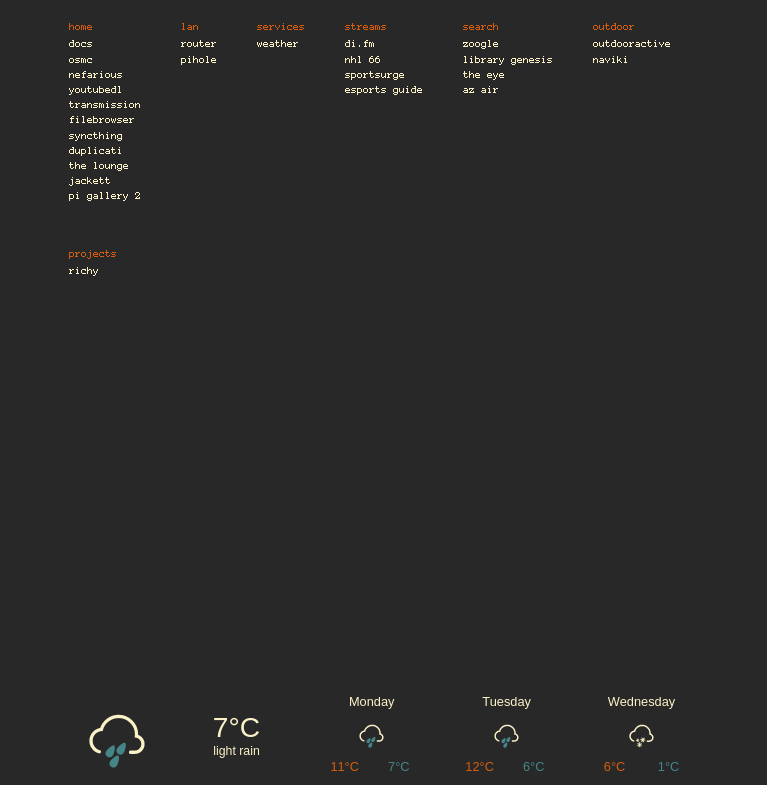 home
docs
osmc
nefarious
youtubedl
transmission
filebrowser
syncthing
duplicati
the lounge
jackett
pi gallery 2
lan
router
pihole
services
weather
streams
di.fm
nhl 66
sportsurge
esports guide
search
zoogle
library genesis
the eye
az air
outdoor
outdooractive
naviki
projects
richy
7°C
light rain
Monday
11°C 7°C
Tuesday
12°C 6°C
Wednesday
6°C 1°C